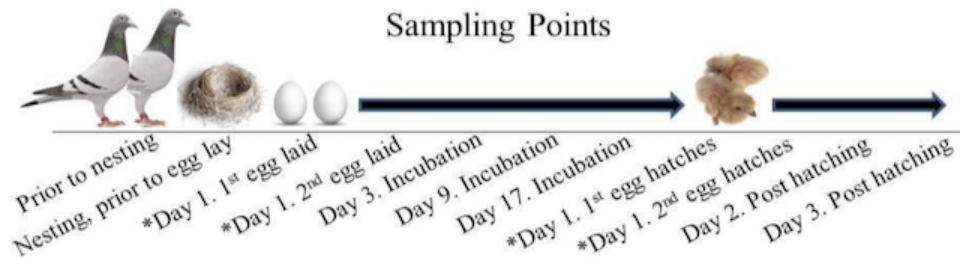 Sampling Points
Prior to nesting
Nesting, prior to egg lay
*Day 1. 1st egg laid
*Day 1. 2nd egg laid
Day 3. Incubation
Day 9. Incubation
Day 17. Incubation
*Day 1. 1st egg hatches
*Day 1. 2nd egg hatches
Day 2. Post hatching
Day 3. Post hatching